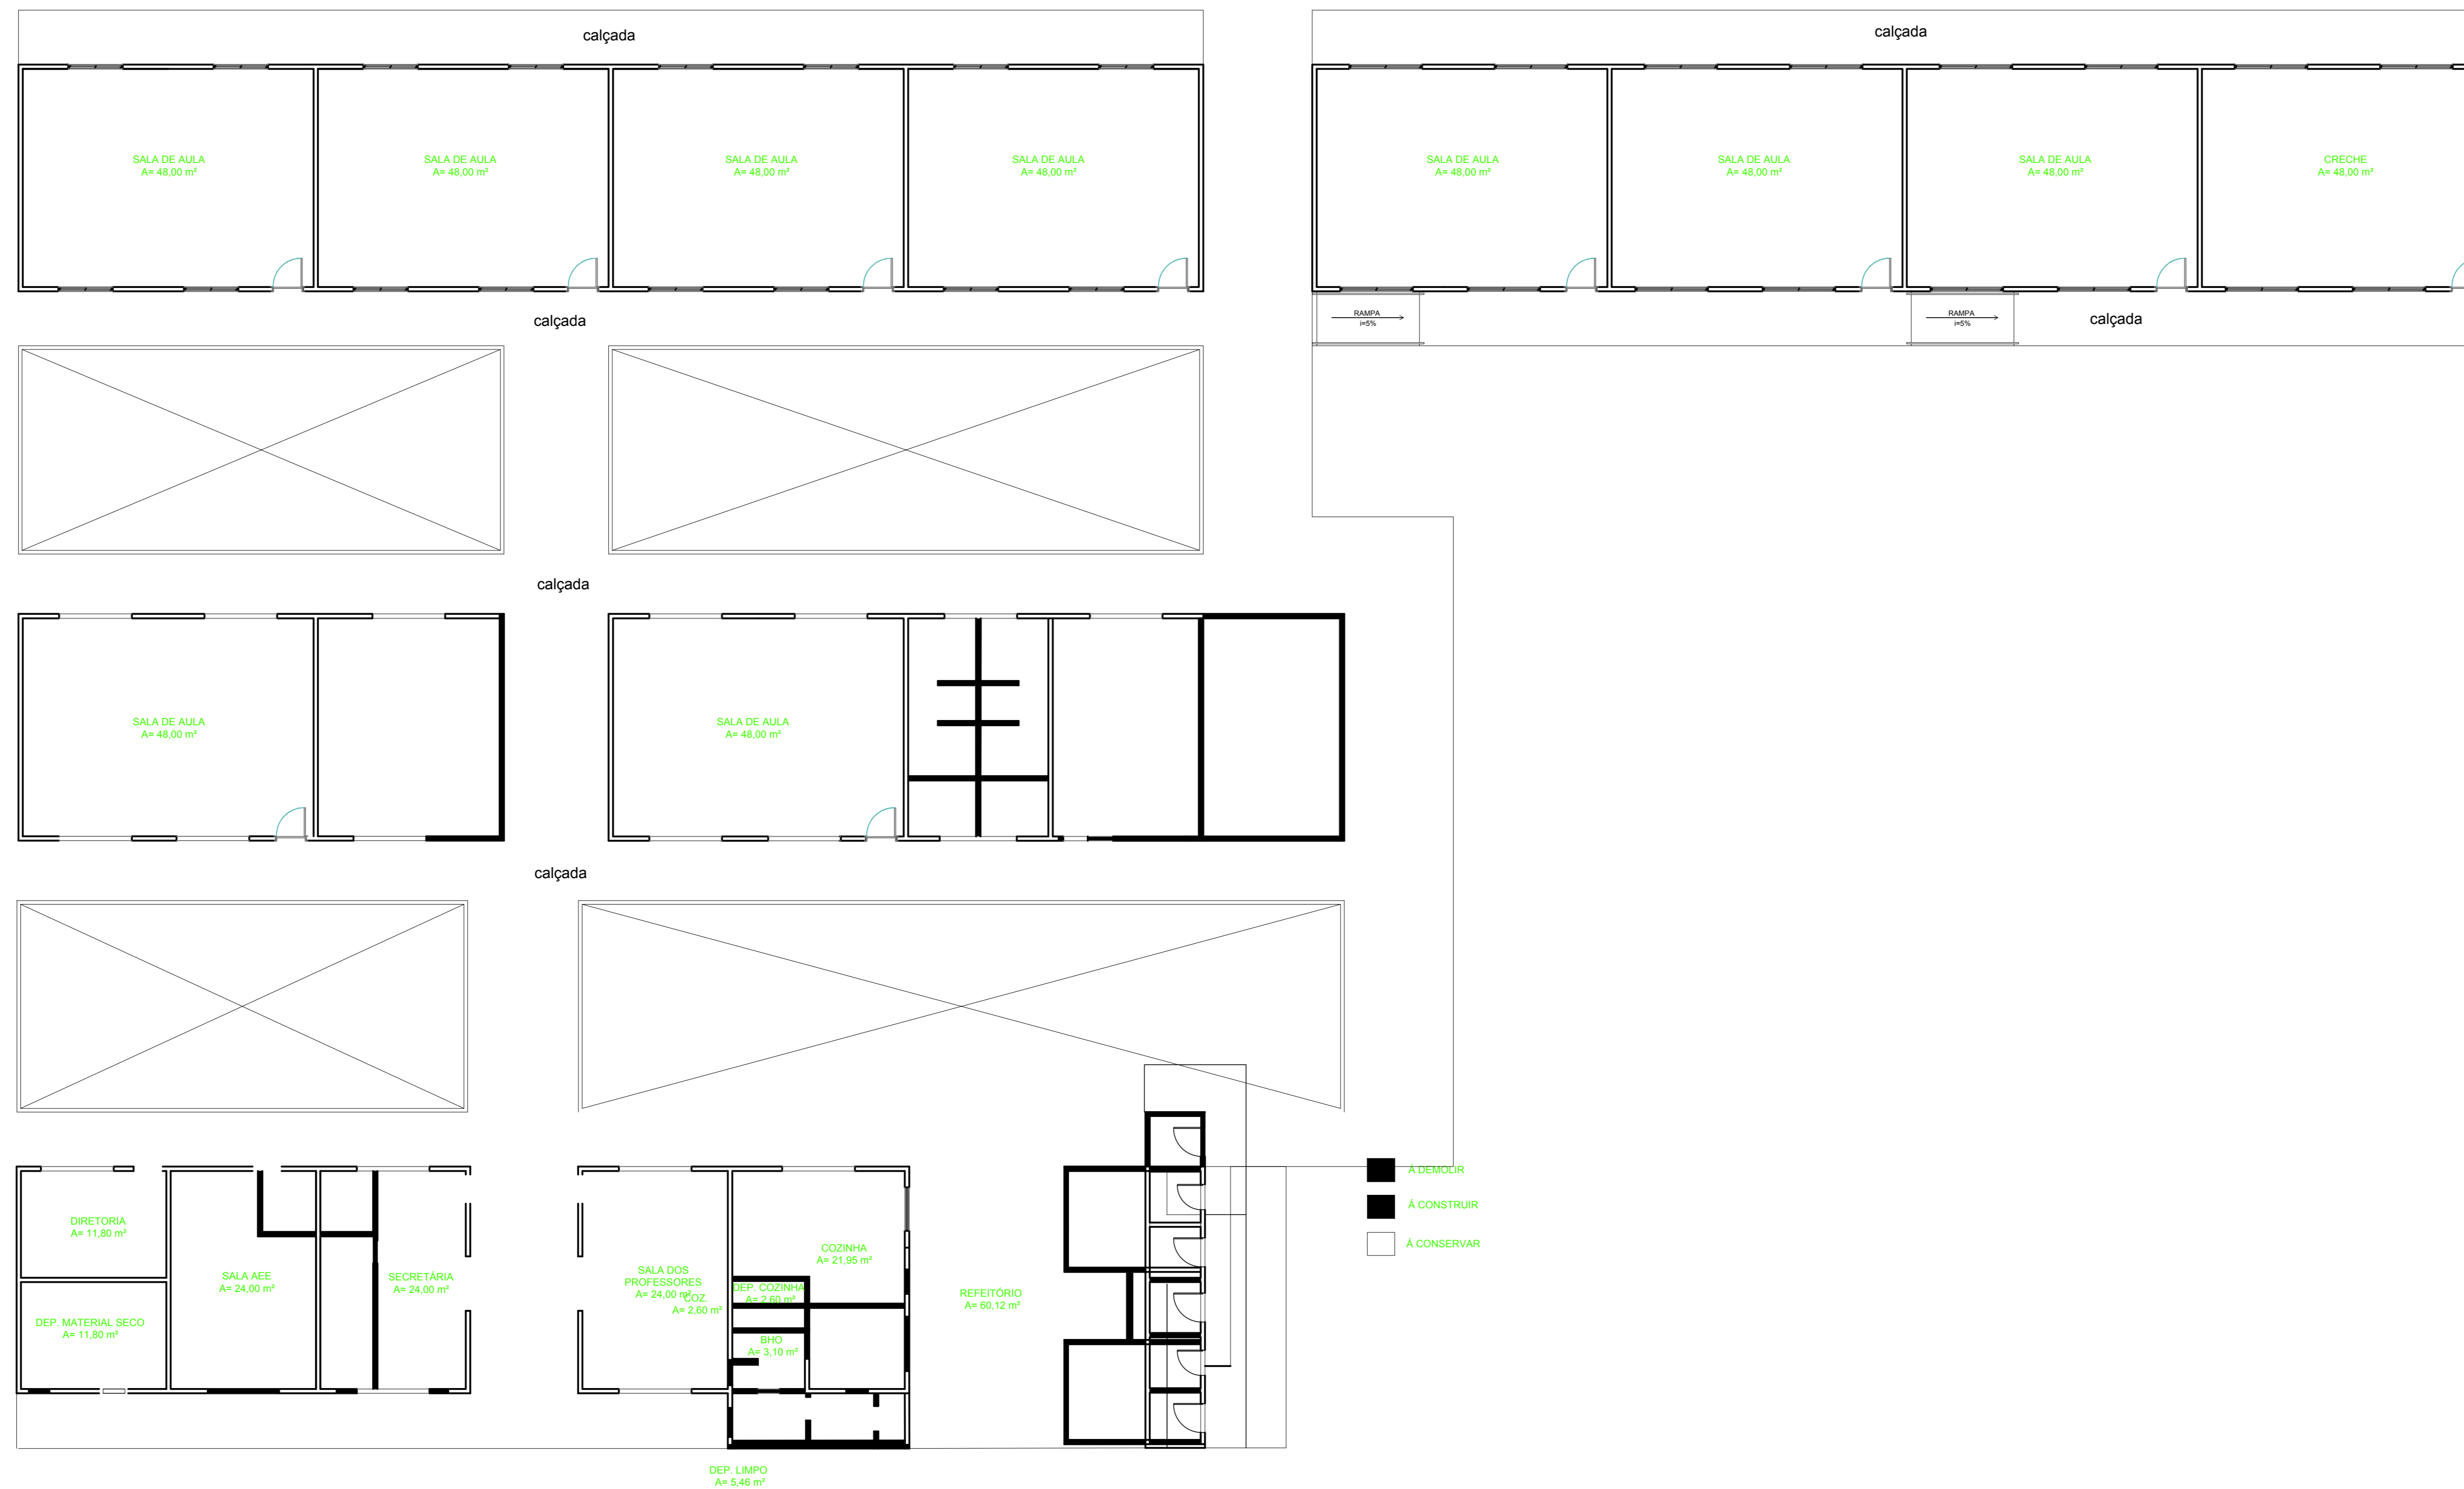 calçada
calçada
SALA DE AULA
A= 48,00 m²
SALA DE AULA
A= 48,00 m²
SALA DE AULA
A= 48,00 m²
SALA DE AULA
A= 48,00 m²
SALA DE AULA
A= 48,00 m²
SALA DE AULA
A= 48,00 m²
SALA DE AULA
A= 48,00 m²
CRECHE
A= 48,00 m²
calçada
RAMPA
i=5%
RAMPA
i=5%
calçada
calçada
SALA DE AULA
A= 48,00 m²
SALA DE AULA
A= 48,00 m²
calçada
Á DEMOLIR
Á CONSTRUIR
Á CONSERVAR
DIRETORIA
A= 11,80 m²
SALA AEE
A= 24,00 m²
SECRETÁRIA
A= 24,00 m²
DEP. MATERIAL SECO
A= 11,80 m²
SALA DOS
PROFESSORES
A= 24,00 m²
COZ.
A= 2,60 m²
COZINHA
A= 21,95 m²
DEP. COZINHA
A= 2,60 m²
BHO
A= 3,10 m²
REFEITÓRIO
A= 60,12 m²
DEP. LIMPO
A= 5,46 m²